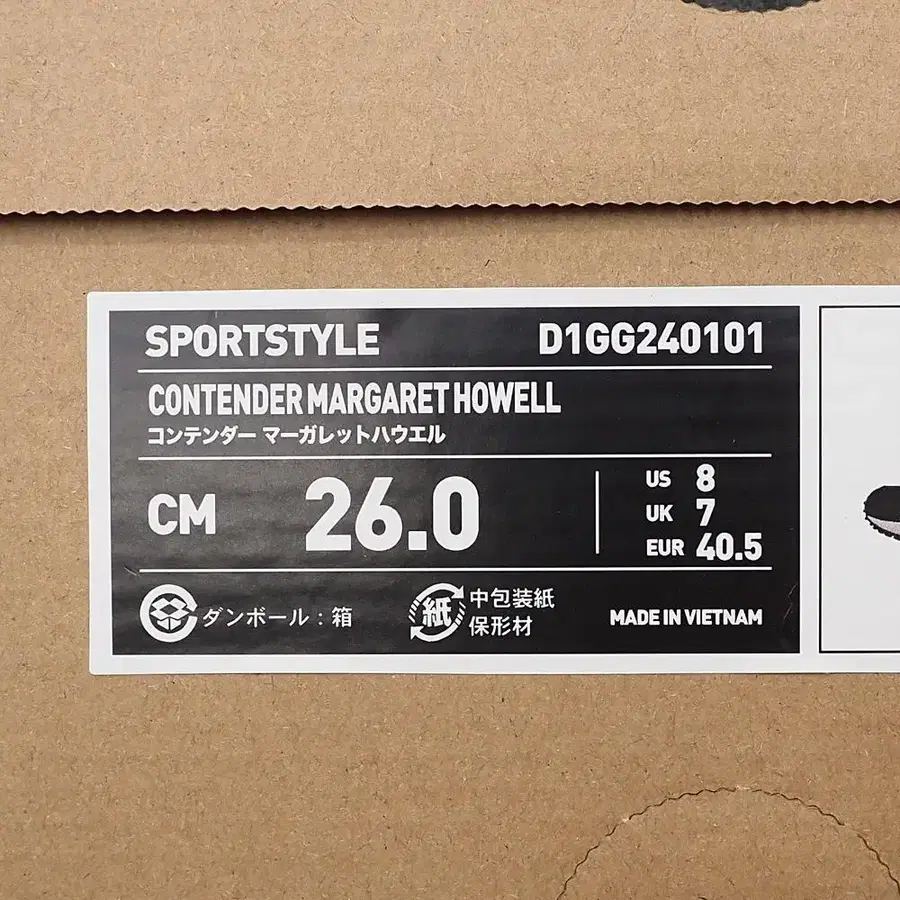 SPORTSTYLE D1GG240101
CONTENDER MARGARET HOWELL
コンテンダー マーガレットハウエル
CM 26.0
US 8
UK 7
EUR 40.5
ダンボール：箱
紙 中包装紙
保形材
MADE IN VIETNAM